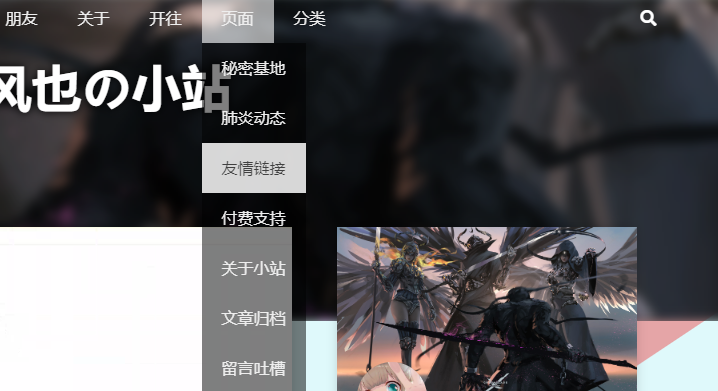 朋友 关于 开往 页面 分类
风也の小站
秘密基地
肺炎动态
友情链接
付费支持
关于小站
文章归档
留言吐槽